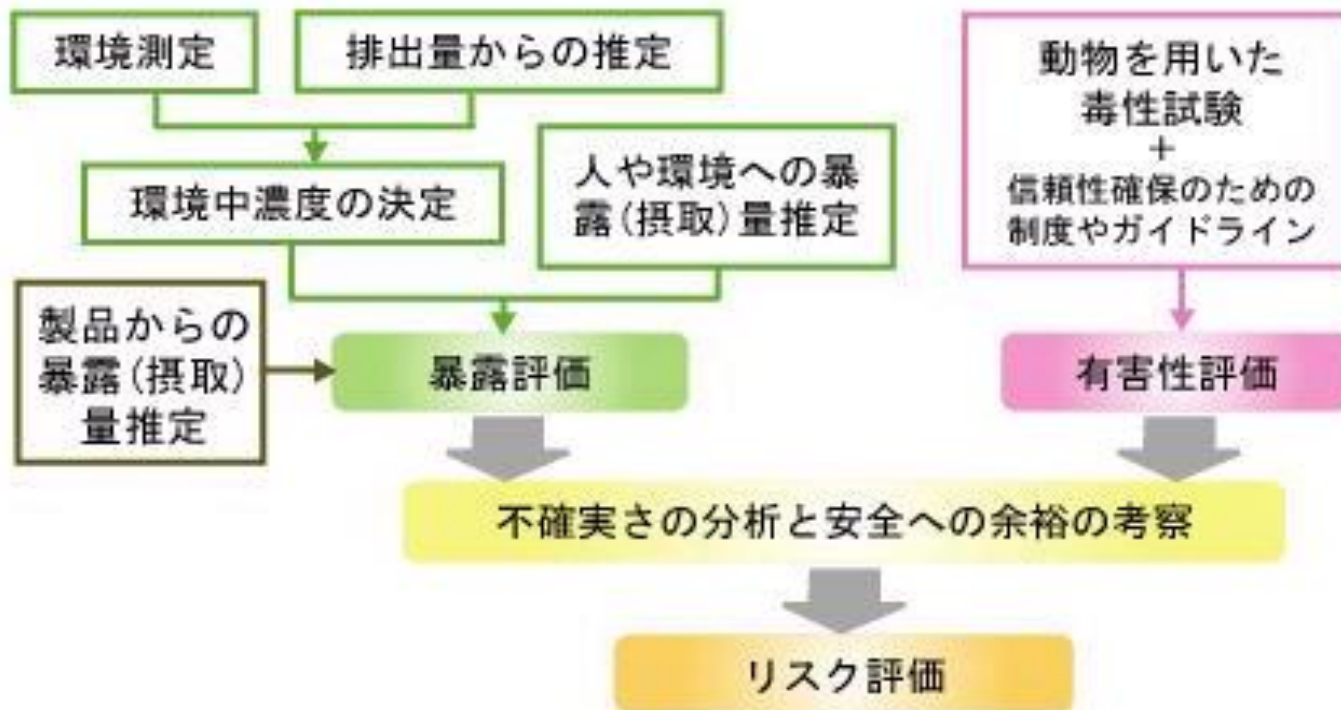 環境測定
排出量からの推定
動物を用いた
毒性試験
+
信頼性確保のための
制度やガイドライン
環境中濃度の決定
人や環境への暴
露(摂取)量推定
製品からの
暴露(摂取)
量推定
暴露評価
有害性評価
不確実さの分析と安全への余裕の考察
リスク評価